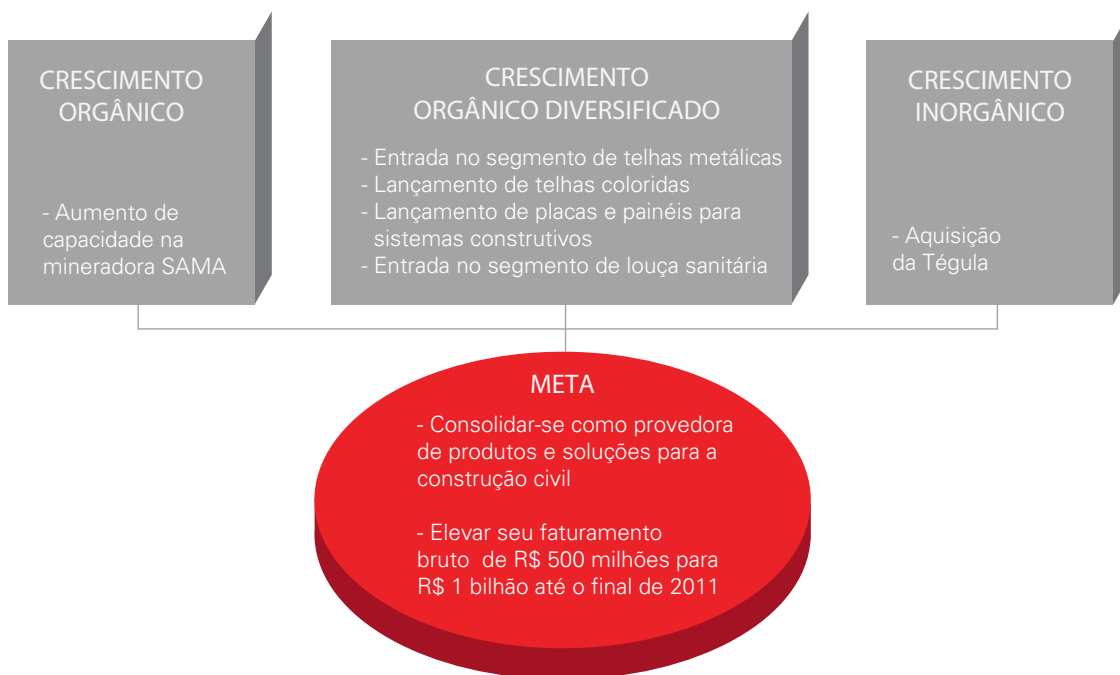 CRESCIMENTO
ORGÂNICO
- Aumento de
capacidade na
mineradora SAMA
CRESCIMENTO
ORGÂNICO DIVERSIFICADO
- Entrada no segmento de telhas metálicas
- Lançamento de telhas coloridas
- Lançamento de placas e painéis para
sistemas construtivos
- Entrada no segmento de louça sanitária
CRESCIMENTO
INORGÂNICO
- Aquisição
da Tégula
META
- Consolidar-se como provedora
de produtos e soluções para a
construção civil
- Elevar seu faturamento
bruto de R$ 500 milhões para
R$ 1 bilhão até o final de 2011